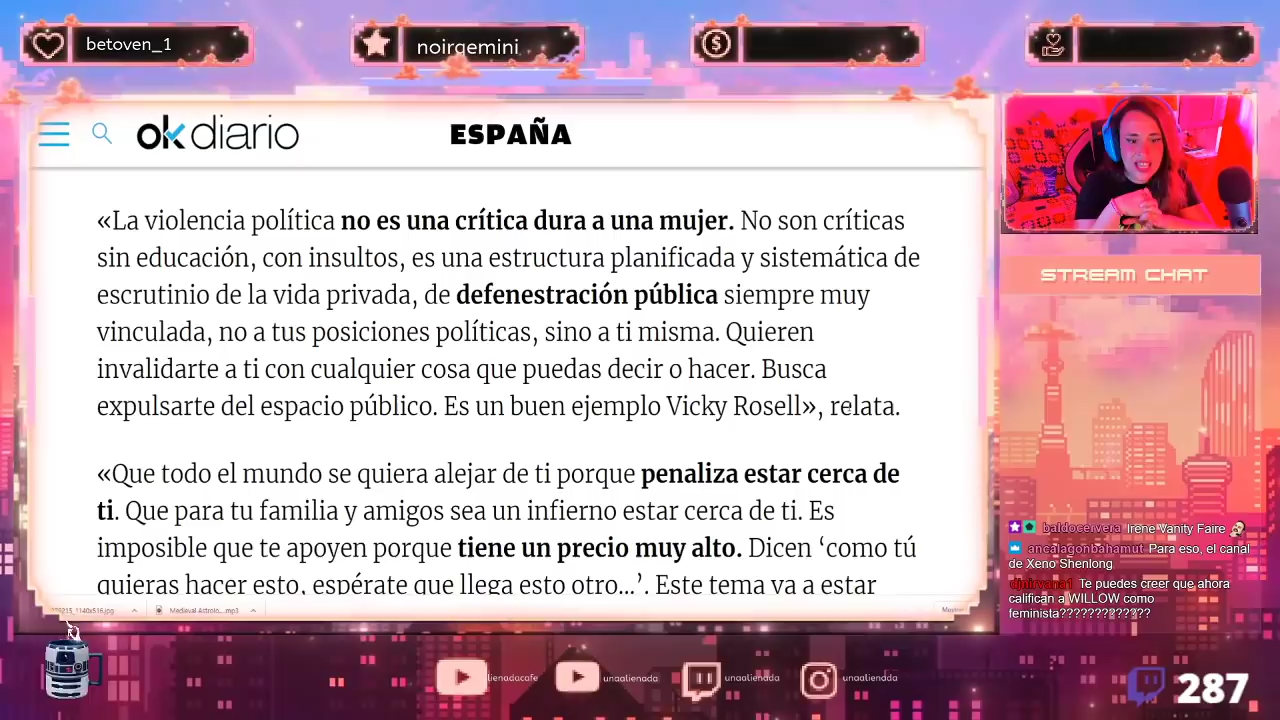 betoven_1
noirgemini
okdiario
ESPAÑA
«La violencia política no es una crítica dura a una mujer. No son críticas
sin educación, con insultos, es una estructura planificada y sistemática de
escrutinio de la vida privada, de defenestración pública siempre muy
vinculada, no a tus posiciones políticas, sino a ti misma. Quieren
invalidarte a ti con cualquier cosa que puedas decir o hacer. Busca
expulsarte del espacio público. Es un buen ejemplo Vicky Rosell», relata.
«Que todo el mundo se quiera alejar de ti porque penaliza estar cerca de
ti. Que para tu familia y amigos sea un infierno estar cerca de ti. Es
imposible que te apoyen porque tiene un precio muy alto. Dicen ‘como tú
quieras hacer esto, espérate que llega esto otro...’. Este tema va a estar
STREAM CHAT
baldocervera Irene Vanity Faire
ancalagonbahamut Para eso, el canal
de Xeno Shenlong
Te puedes creer que ahora
califican a WILLOW como
feminista?????????????
1140x516.jpg
Medieval Astroló....mp3
lienadacafe
unaalienada
unaalienada
unaalienada
287